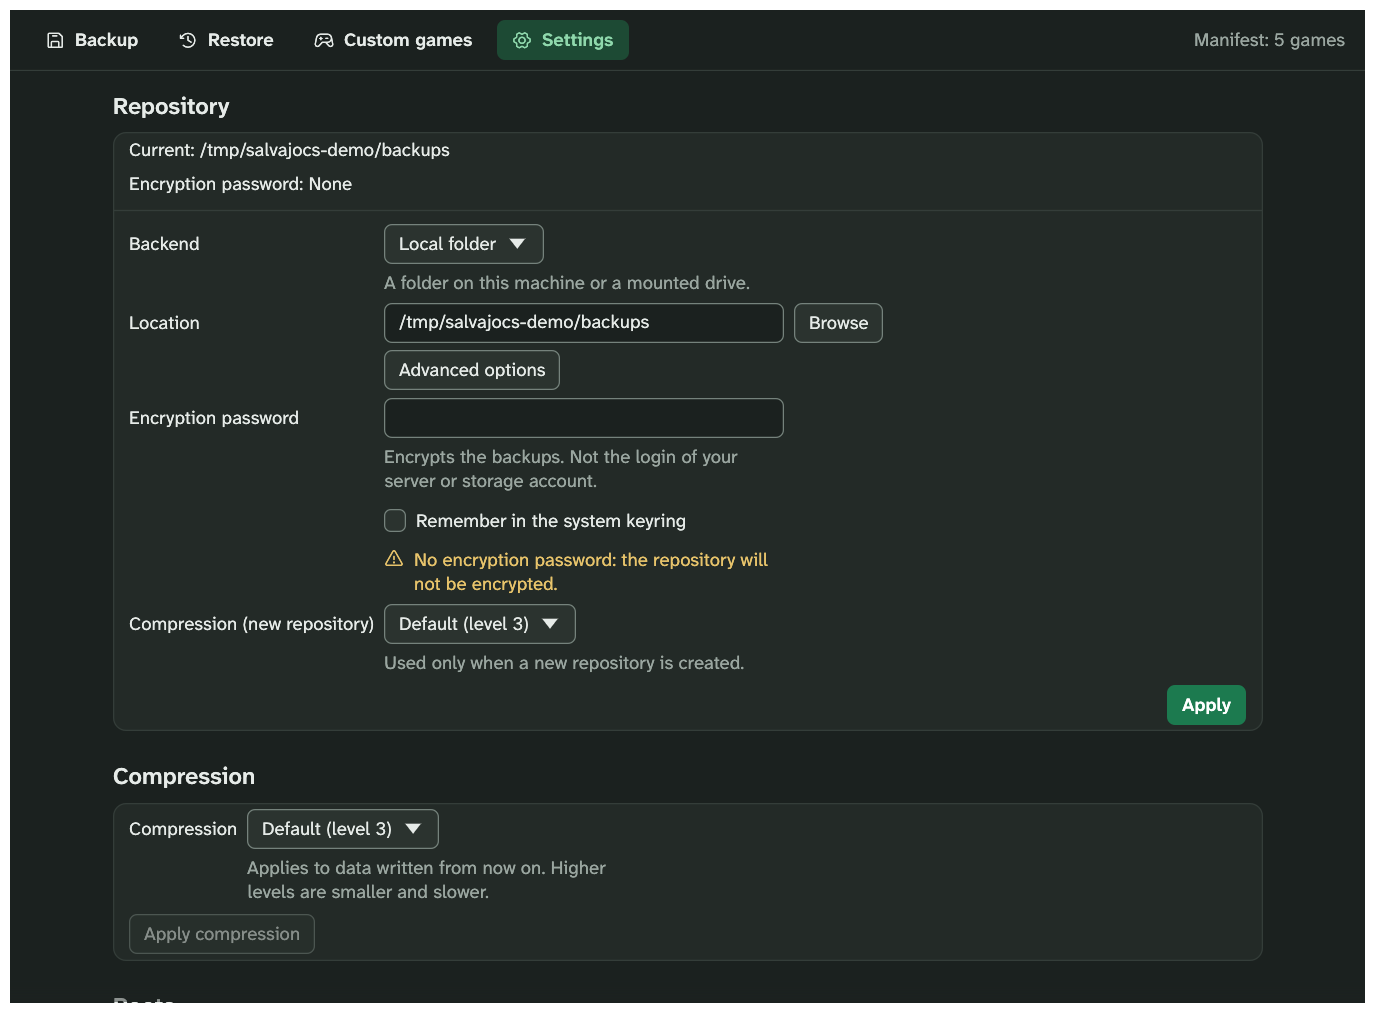 Backup
Restore
Custom games
Settings
Manifest: 5 games
Repository
Current: /tmp/salvajocs-demo/backups
Encryption password: None
Backend
Local folder
A folder on this machine or a mounted drive.
Location
/tmp/salvajocs-demo/backups
Browse
Advanced options
Encryption password
Encrypts the backups. Not the login of your
server or storage account.
Remember in the system keyring
No encryption password: the repository will
not be encrypted.
Compression (new repository)
Default (level 3)
Used only when a new repository is created.
Apply
Compression
Compression
Default (level 3)
Applies to data written from now on. Higher
levels are smaller and slower.
Apply compression